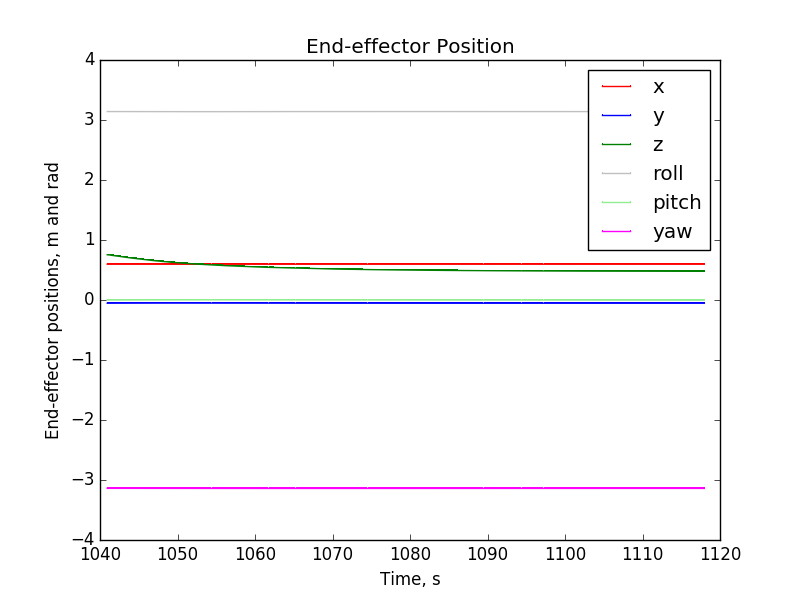 End-effector Position
4
3
2
1
0
−1
−2
−3
−4
End-effector positions, m and rad
x
y
z
roll
pitch
yaw
1040 1050 1060 1070 1080 1090 1100 1110 1120
Time, s